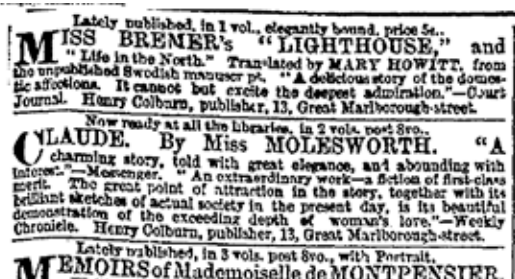 Lately published, in 1 vol., elegantly bound, price 5s.,
MISS BREMER's "LIGHTHOUSE," and
"Life in the North." Translated by MARY HOWITT, from
the unpublished Swedish manuscript. "A delicious story of the domes-
tic affections. It cannot but excite the deepest admiration."—Court
Journal. Henry Colburn, publisher, 13, Great Marlborough-street.
Now ready at all the libraries, in 2 vols. post 8vo.,
CLAUDE. By Miss MOLESWORTH. "A
charming story, told with great elegance, and abounding with
interest."—Messenger. "An extraordinary work—a fiction of first-class
merit. The great point of attraction in the story, together with its
brilliant sketches of actual society in the present day, is its beautiful
demonstration of the exceeding depth of woman's love."—Weekly
Chronicle. Henry Colburn, publisher, 13, Great Marlborough-street.
Lately published, in 3 vols. post 8vo., with Portrait,
MEMOIRS of Mademoiselle de MONTPENSIER,